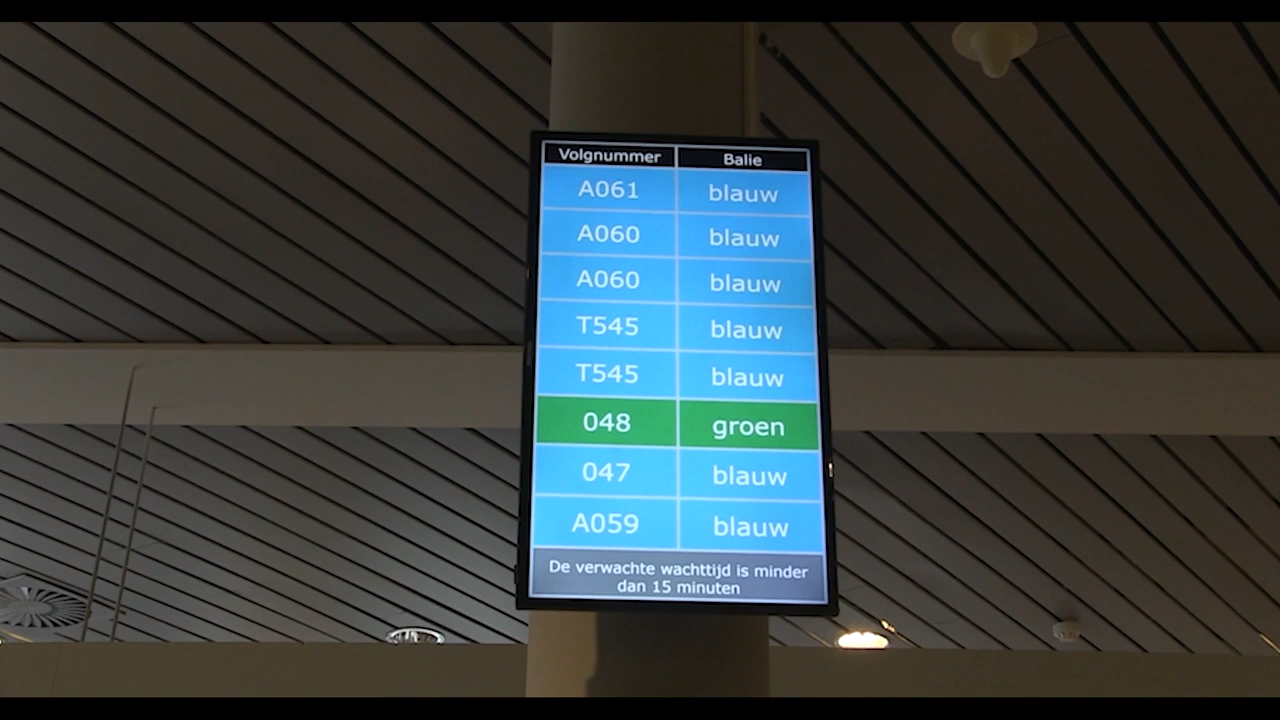 Volgnummer Balie
A061 blauw
A060 blauw
A060 blauw
T545 blauw
T545 blauw
048 groen
047 blauw
A059 blauw
De verwachte wachttijd is minder
dan 15 minuten